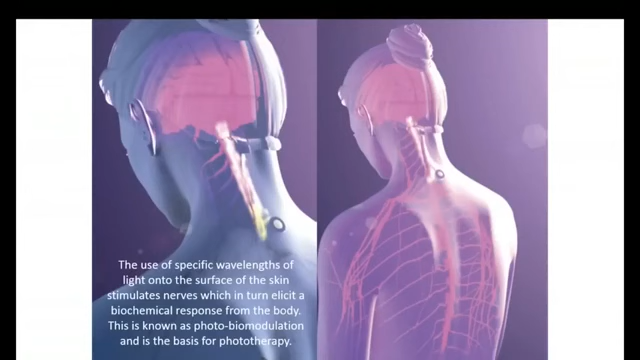 The use of specific wavelengths of
light onto the surface of the skin
stimulates nerves which in turn elicit a
biochemical response from the body.
This is known as photo-biomodulation
and is the basis for phototherapy.